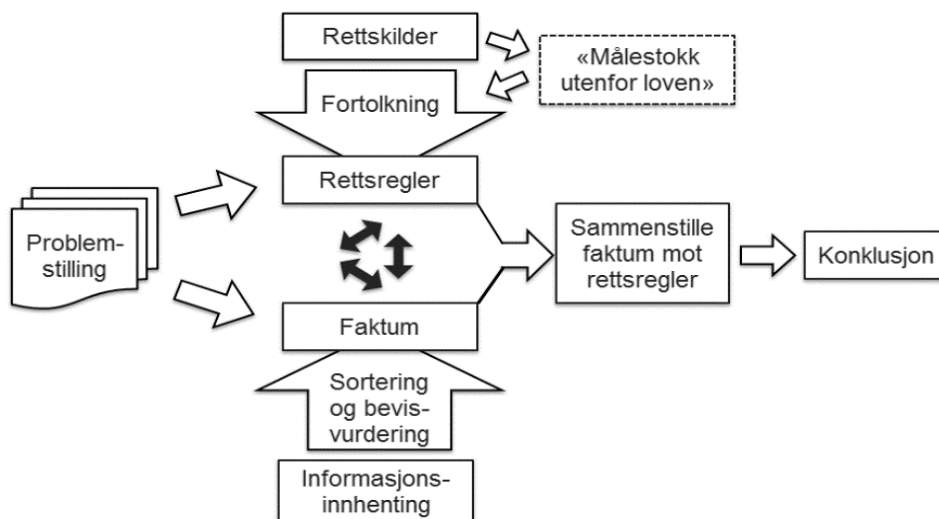 Rettskilder
«Målestokk
utenfor loven»
Fortolkning
Rettsregler
Problem-
stilling
Sammenstille
faktum mot
rettsregler
Konklusjon
Faktum
Sortering
og bevis-
vurdering
Informasjons-
innhenting